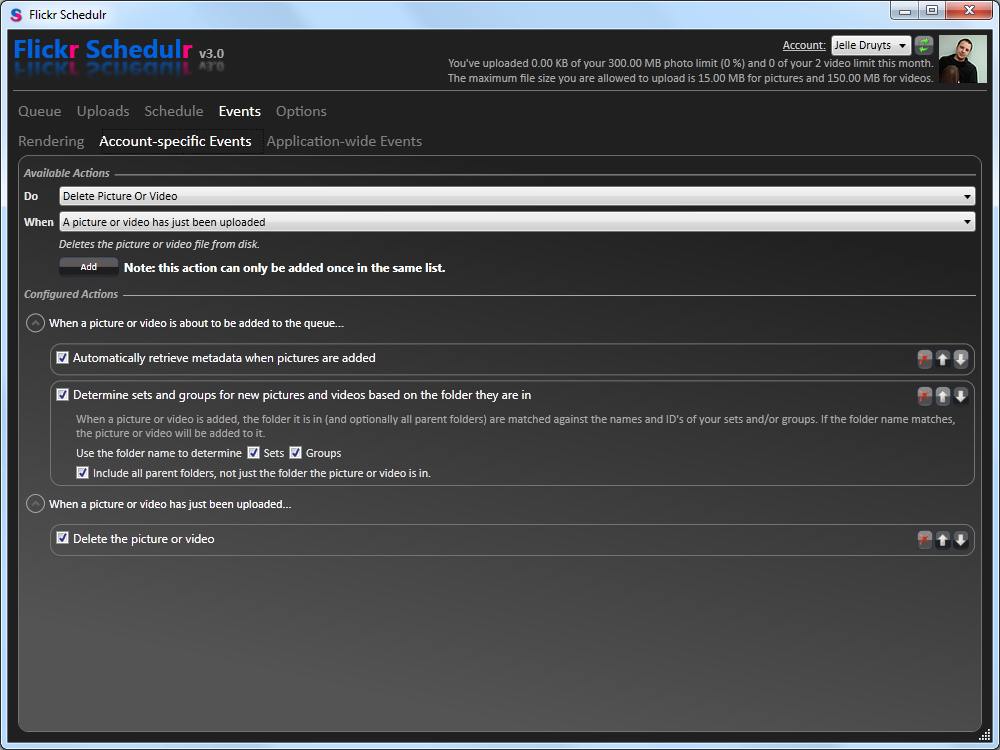 Flickr Schedulr
Flickr Schedulr v3.0
Account: Jelle Druyts
You've uploaded 0.00 KB of your 300.00 MB photo limit (0 %) and 0 of your 2 video limit this month.
The maximum file size you are allowed to upload is 15.00 MB for pictures and 150.00 MB for videos.
Queue Uploads Schedule Events Options
Rendering Account-specific Events Application-wide Events
Available Actions
Do Delete Picture Or Video
When A picture or video has just been uploaded
Deletes the picture or video file from disk.
Add Note: this action can only be added once in the same list.
Configured Actions
When a picture or video is about to be added to the queue...
Automatically retrieve metadata when pictures are added
Determine sets and groups for new pictures and videos based on the folder they are in
When a picture or video is added, the folder it is in (and optionally all parent folders) are matched against the names and ID's of your sets and/or groups. If the folder name matches,
the picture or video will be added to it.
Use the folder name to determine Sets Groups
Include all parent folders, not just the folder the picture or video is in.
When a picture or video has just been uploaded...
Delete the picture or video